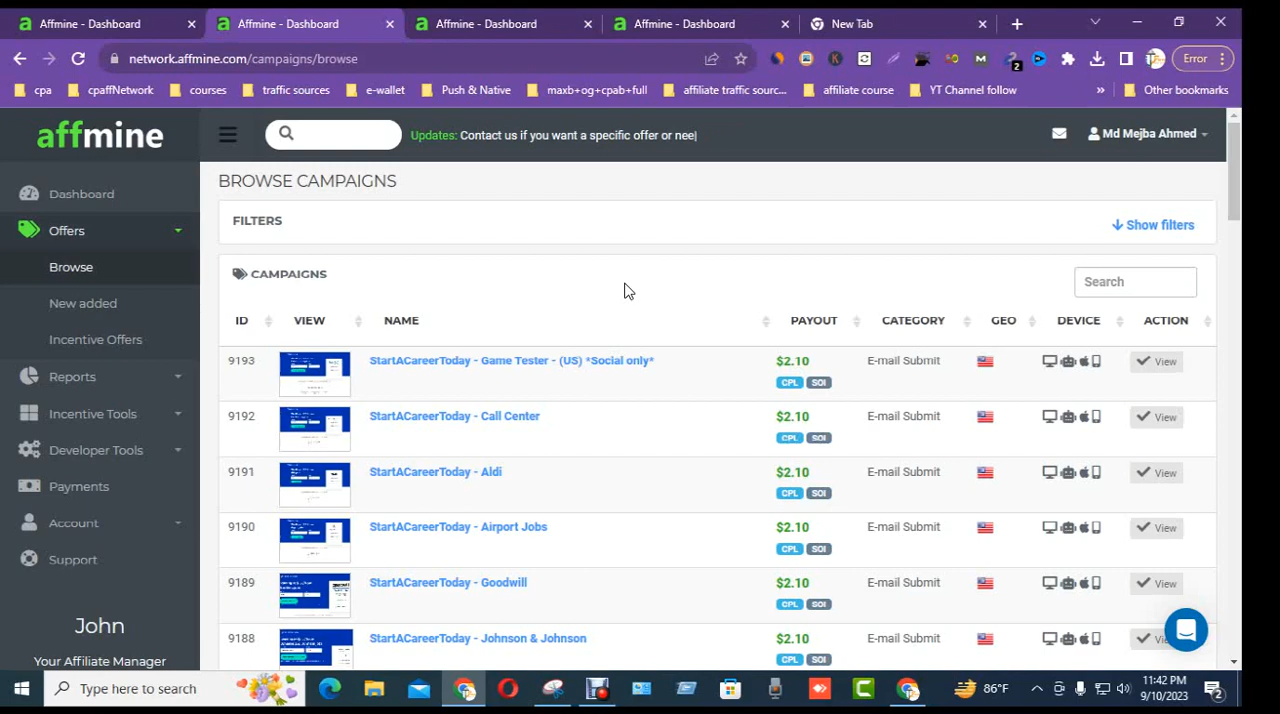 Affmine - Dashboard Affmine - Dashboard Affmine - Dashboard Affmine - Dashboard New Tab
network.affmine.com/campaigns/browse 2 Error
cpa cpaffNetwork courses traffic sources e-wallet Push & Native maxb+og+cpab+full affiliate traffic sourc... affiliate course YT Channel follow » Other bookmarks
affmine Updates: Contact us if you want a specific offer or nee| Md Mejba Ahmed
Dashboard
Offers
Browse
New added
Incentive Offers
Reports
Incentive Tools
Developer Tools
Payments
Account
Support
John
Your Affiliate Manager
BROWSE CAMPAIGNS
FILTERS Show filters
CAMPAIGNS Search
ID VIEW NAME PAYOUT CATEGORY GEO DEVICE ACTION
9193 StartACareerToday - Game Tester - (US) *Social only* $2.10 E-mail Submit View
CPL SOI
9192 StartACareerToday - Call Center $2.10 E-mail Submit View
CPL SOI
9191 StartACareerToday - Aldi $2.10 E-mail Submit View
CPL SOI
9190 StartACareerToday - Airport Jobs $2.10 E-mail Submit View
CPL SOI
9189 StartACareerToday - Goodwill $2.10 E-mail Submit View
CPL SOI
9188 StartACareerToday - Johnson & Johnson $2.10 E-mail Submit
CPL SOI
Type here to search 86°F 11:42 PM
9/10/2023 2